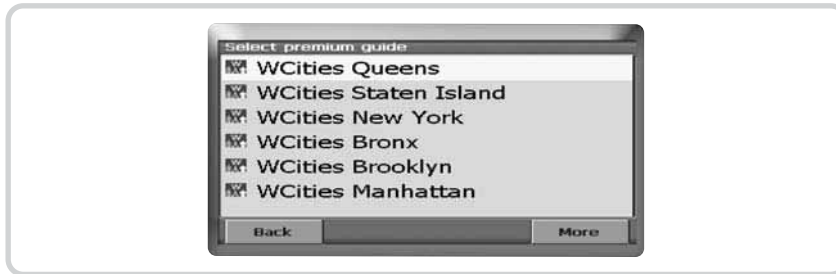 Select premium guide
WCities Queens
WCities Staten Island
WCities New York
WCities Bronx
WCities Brooklyn
WCities Manhattan
Back More